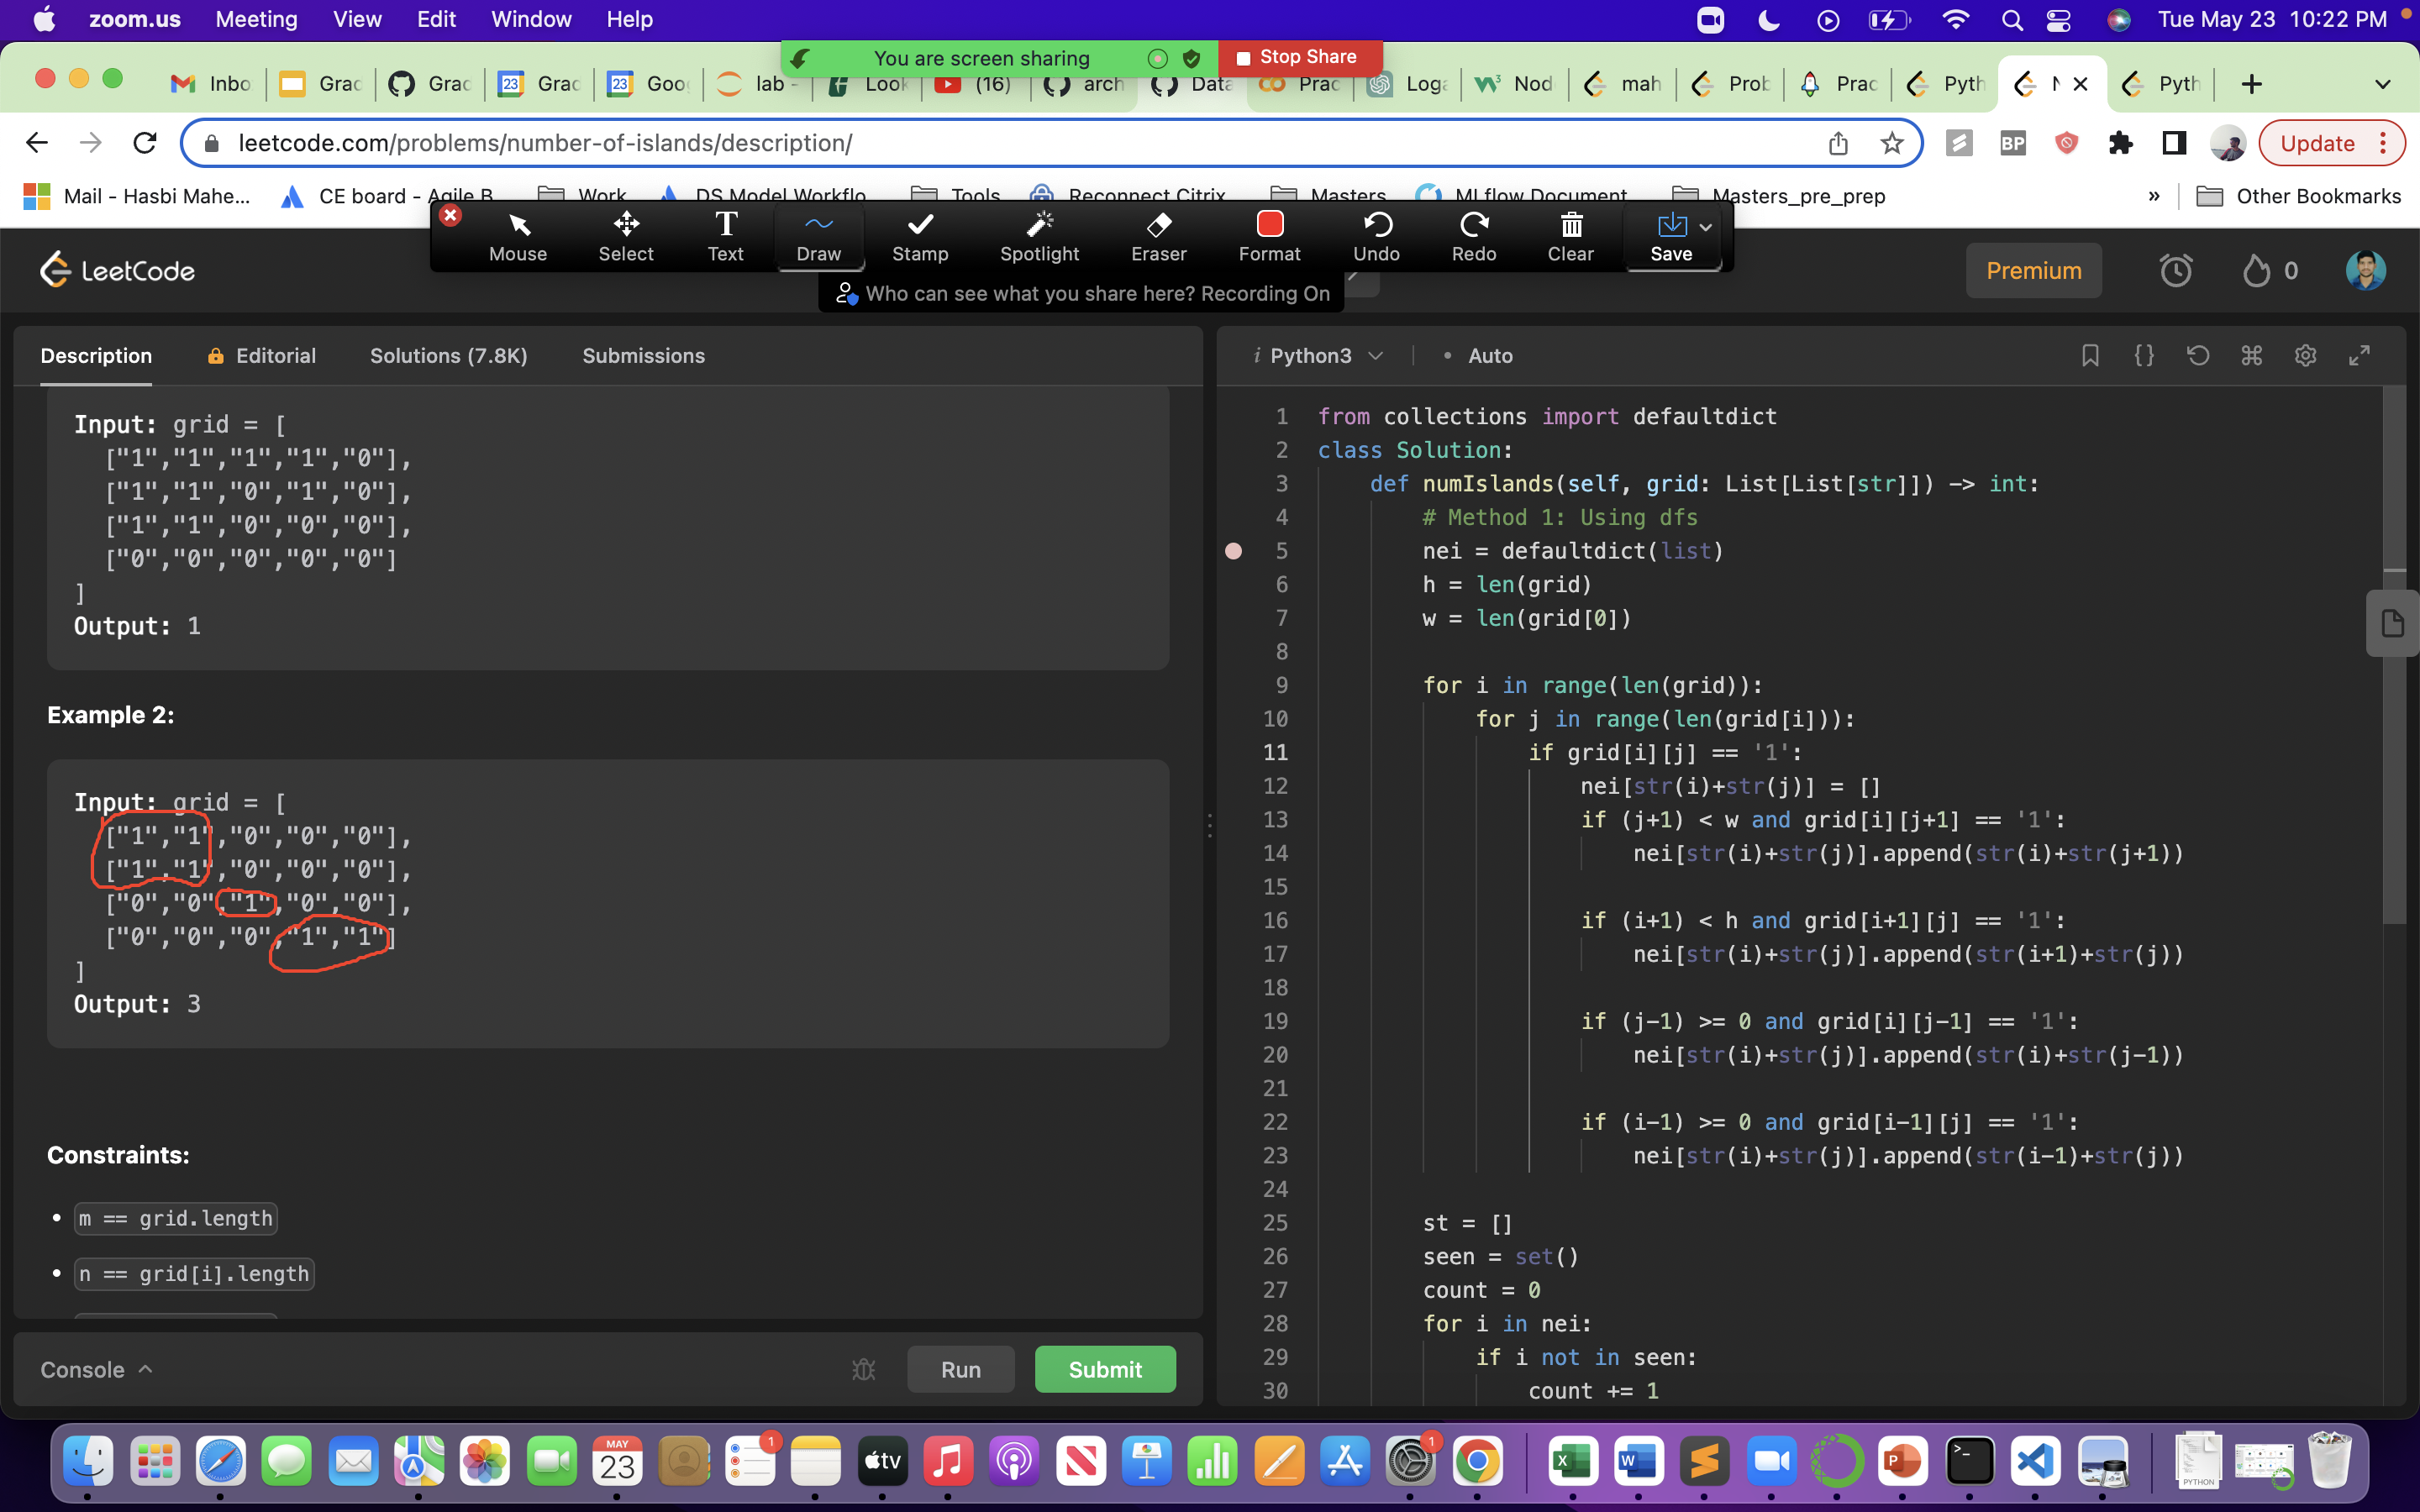 zoom.us Meeting View Edit Window Help Tue May 23 10:22 PM
You are screen sharing Stop Share
Inbo Grad Grad 23 Grad 23 Goo lab - Look (16) arch Data Prac Loga Nod mah Prob Prac Pyth N Pyth
leetcode.com/problems/number-of-islands/description/ BP Update
Mail - Hasbi Mahe... CE board - Agile B Work DS Model Workflo Tools Reconnect Citrix Masters MLflow Document Masters_pre_prep » Other Bookmarks
Mouse Select Text Draw Stamp Spotlight Eraser Format Undo Redo Clear Save
Who can see what you share here? Recording On
LeetCode Premium 0
Description Editorial Solutions (7.8K) Submissions
Input: grid = [
["1","1","1","1","0"],
["1","1","0","1","0"],
["1","1","0","0","0"],
["0","0","0","0","0"]
]
Output: 1
Example 2:
Input: grid = [
["1","1","0","0","0"],
["1","1","0","0","0"],
["0","0","1","0","0"],
["0","0","0","1","1"]
]
Output: 3
Constraints:
• m == grid.length
• n == grid[i].length
Console Run Submit
i Python3 • Auto
1 from collections import defaultdict
2 class Solution:
3 def numIslands(self, grid: List[List[str]]) -> int:
4 # Method 1: Using dfs
5 nei = defaultdict(list)
6 h = len(grid)
7 w = len(grid[0])
8
9 for i in range(len(grid)):
10 for j in range(len(grid[i])):
11 if grid[i][j] == '1':
12 nei[str(i)+str(j)] = []
13 if (j+1) < w and grid[i][j+1] == '1':
14 nei[str(i)+str(j)].append(str(i)+str(j+1))
15
16 if (i+1) < h and grid[i+1][j] == '1':
17 nei[str(i)+str(j)].append(str(i+1)+str(j))
18
19 if (j-1) >= 0 and grid[i][j-1] == '1':
20 nei[str(i)+str(j)].append(str(i)+str(j-1))
21
22 if (i-1) >= 0 and grid[i-1][j] == '1':
23 nei[str(i)+str(j)].append(str(i-1)+str(j))
24
25 st = []
26 seen = set()
27 count = 0
28 for i in nei:
29 if i not in seen:
30 count += 1
MAY
23
1
tv
1
X
W
P
>_
PYTHON